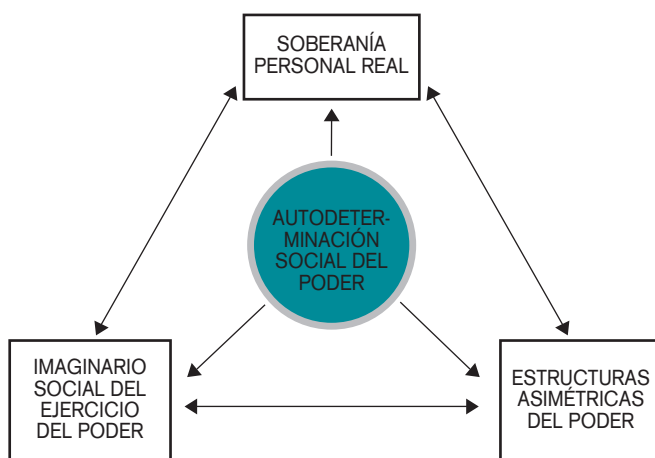 SOBERANÍA
PERSONAL REAL
AUTODETER-
MINACIÓN
SOCIAL DEL
PODER
IMAGINARIO
SOCIAL DEL
EJERCICIO
DEL PODER
ESTRUCTURAS
ASIMÉTRICAS
DEL PODER